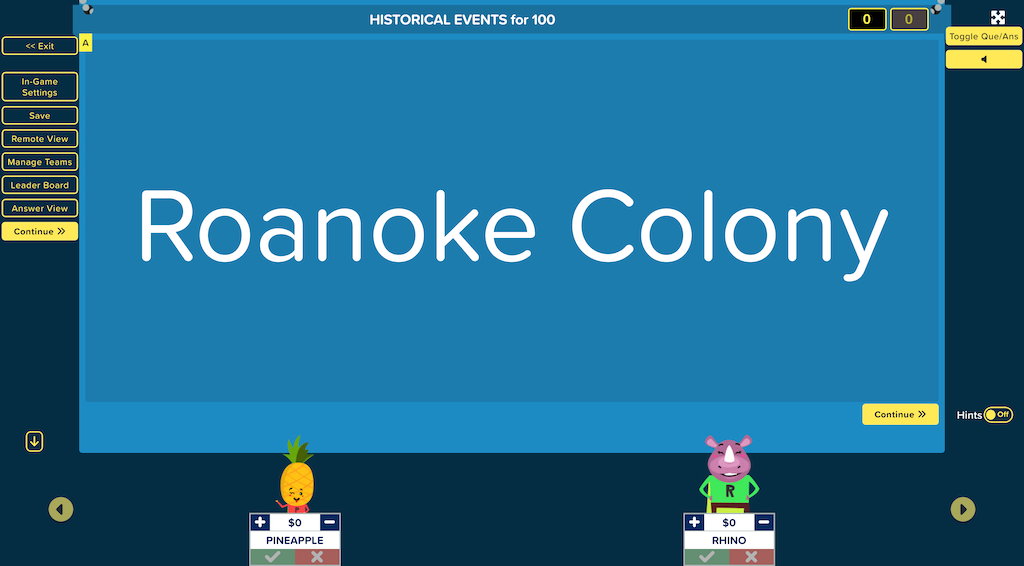 HISTORICAL EVENTS for 100
0
0
Toggle Que/Ans
<< Exit
A
In-Game
Settings
Save
Remote View
Manage Teams
Leader Board
Answer View
Continue
Roanoke Colony
Continue
Hints
Off
R
$0
PINEAPPLE
$0
RHINO